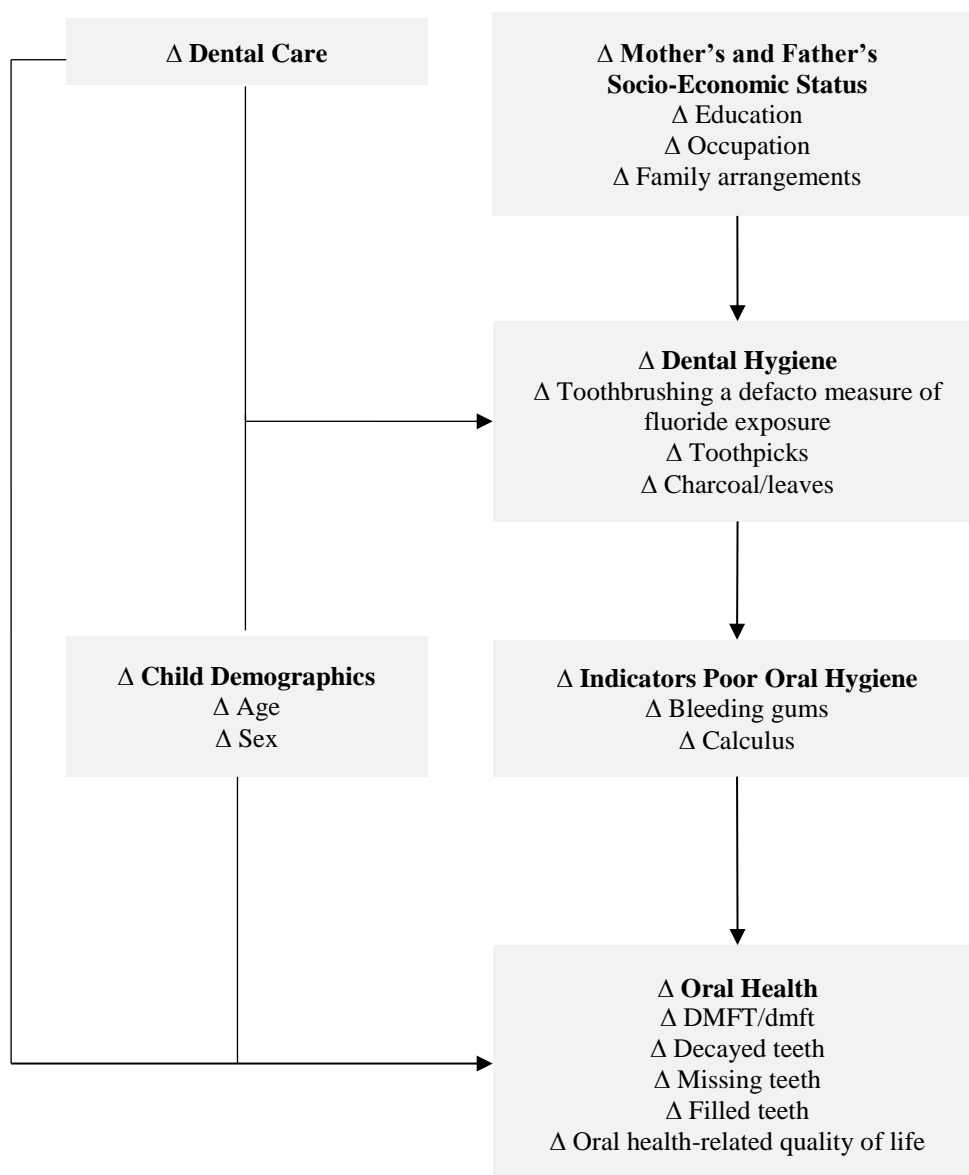 Δ Dental Care
Δ Mother’s and Father’s
Socio-Economic Status
Δ Education
Δ Occupation
Δ Family arrangements
Δ Dental Hygiene
Δ Toothbrushing a defacto measure of
fluoride exposure
Δ Toothpicks
Δ Charcoal/leaves
Δ Child Demographics
Δ Age
Δ Sex
Δ Indicators Poor Oral Hygiene
Δ Bleeding gums
Δ Calculus
Δ Oral Health
Δ DMFT/dmft
Δ Decayed teeth
Δ Missing teeth
Δ Filled teeth
Δ Oral health-related quality of life